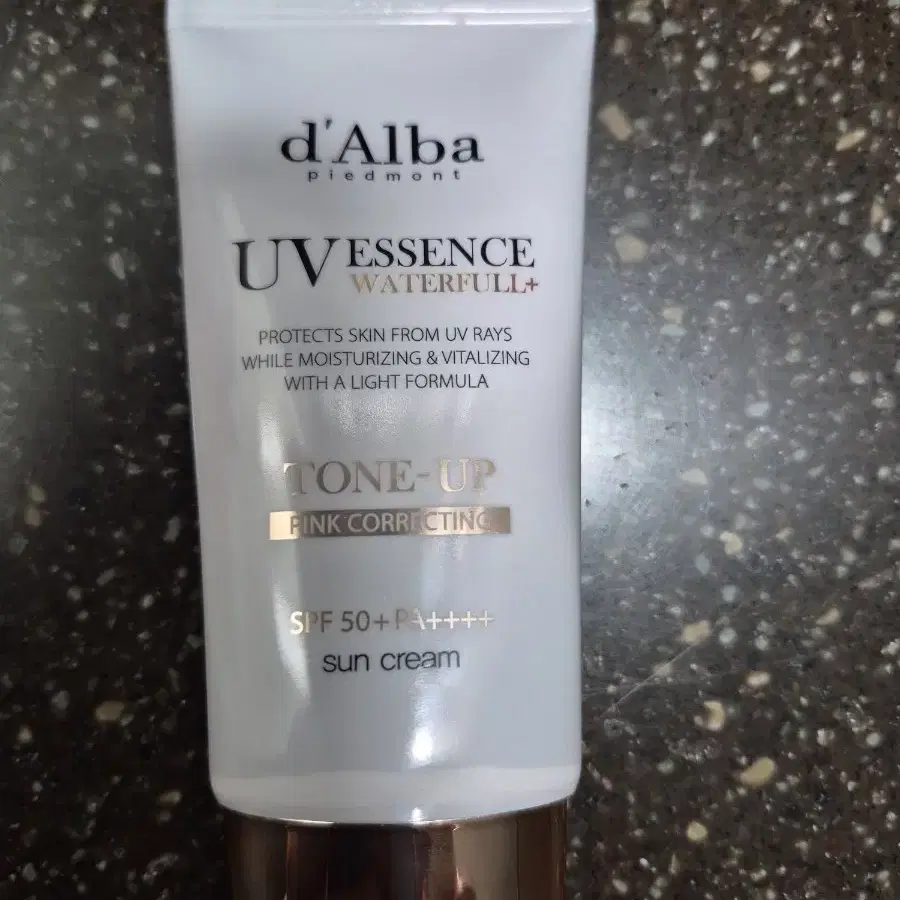 d'Alba
piedmont
UV ESSENCE
WATERFULL+
PROTECTS SKIN FROM UV RAYS
WHILE MOISTURIZING & VITALIZING
WITH A LIGHT FORMULA
TONE-UP
PINK CORRECTING
SPF 50+PA++++
sun cream